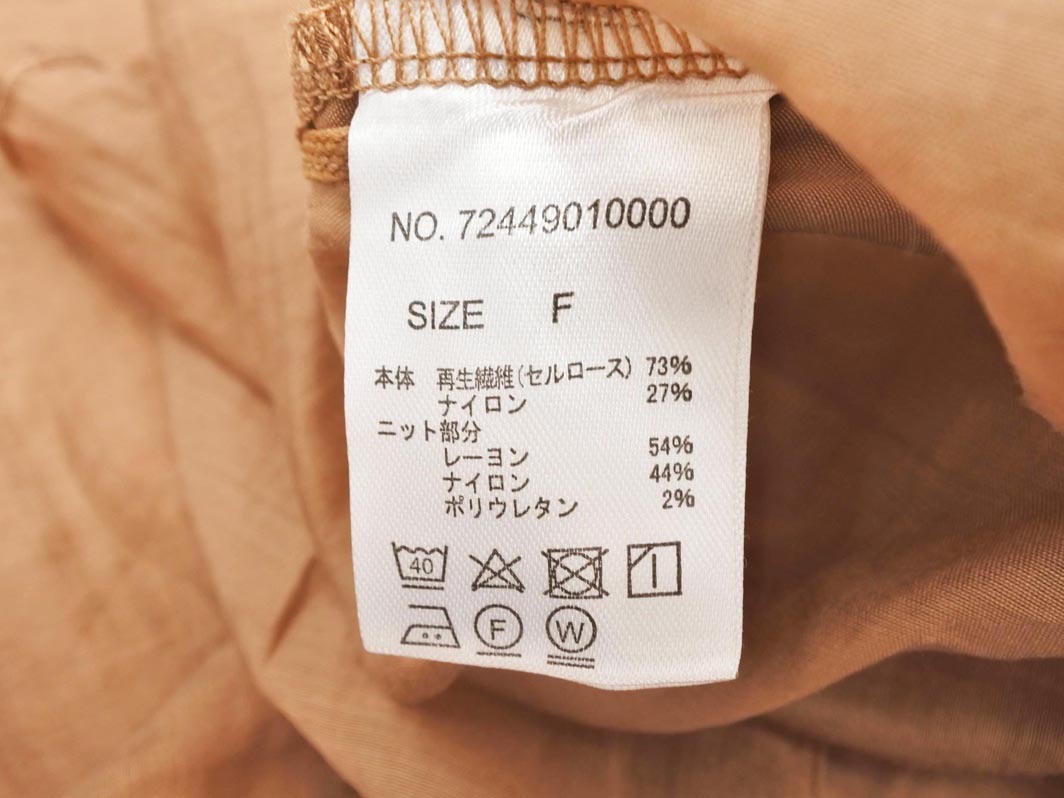 NO. 72449010000
SIZE F
本体 再生繊維(セルロース) 73%
ナイロン 27%
ニット部分
レーヨン 54%
ナイロン 44%
ポリウレタン 2%
40
F W